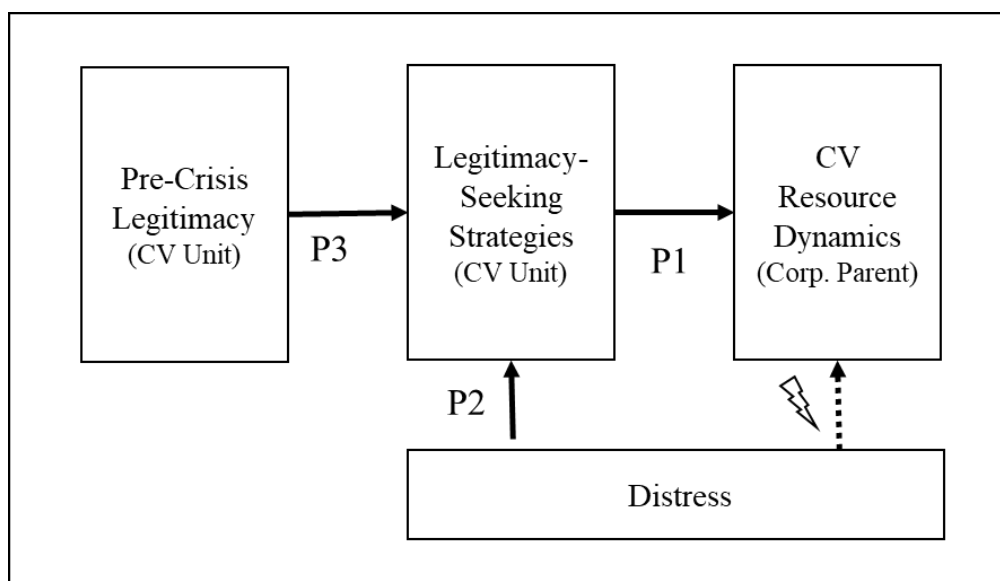 Pre-Crisis
Legitimacy
(CV Unit)
P3
Legitimacy-
Seeking
Strategies
(CV Unit)
P1
CV
Resource
Dynamics
(Corp. Parent)
P2
Distress